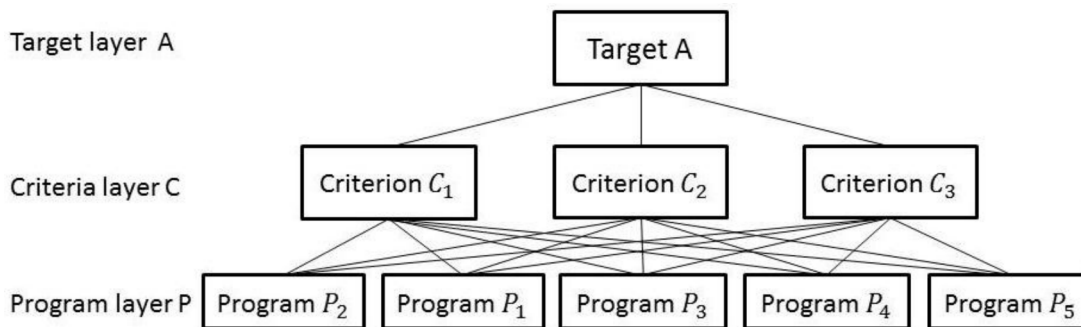 Target layer A
Target A
Criteria layer C
Criterion C₁
Criterion C₂
Criterion C₃
Program layer P
Program P₂
Program P₁
Program P₃
Program P₄
Program P₅